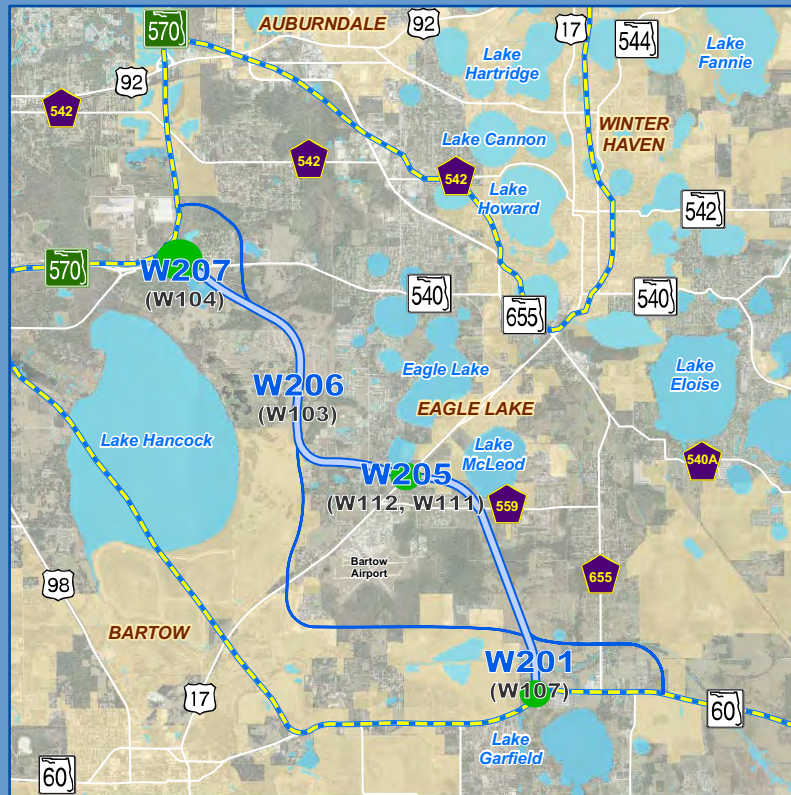 570
AUBURNDALE
92
17
544
Lake
Fannie
Lake
Hartridge
92
542
WINTER
HAVEN
Lake Cannon
542
542
Lake
Howard
542
570
W207
(W104)
540
540
655
Eagle Lake
Lake
Eloise
W206
(W103)
EAGLE LAKE
Lake Hancock
Lake
McLeod
540A
W205
(W112, W111)
559
Bartow
Airport
655
98
BARTOW
W201
(W107)
17
60
Lake
Garfield
60